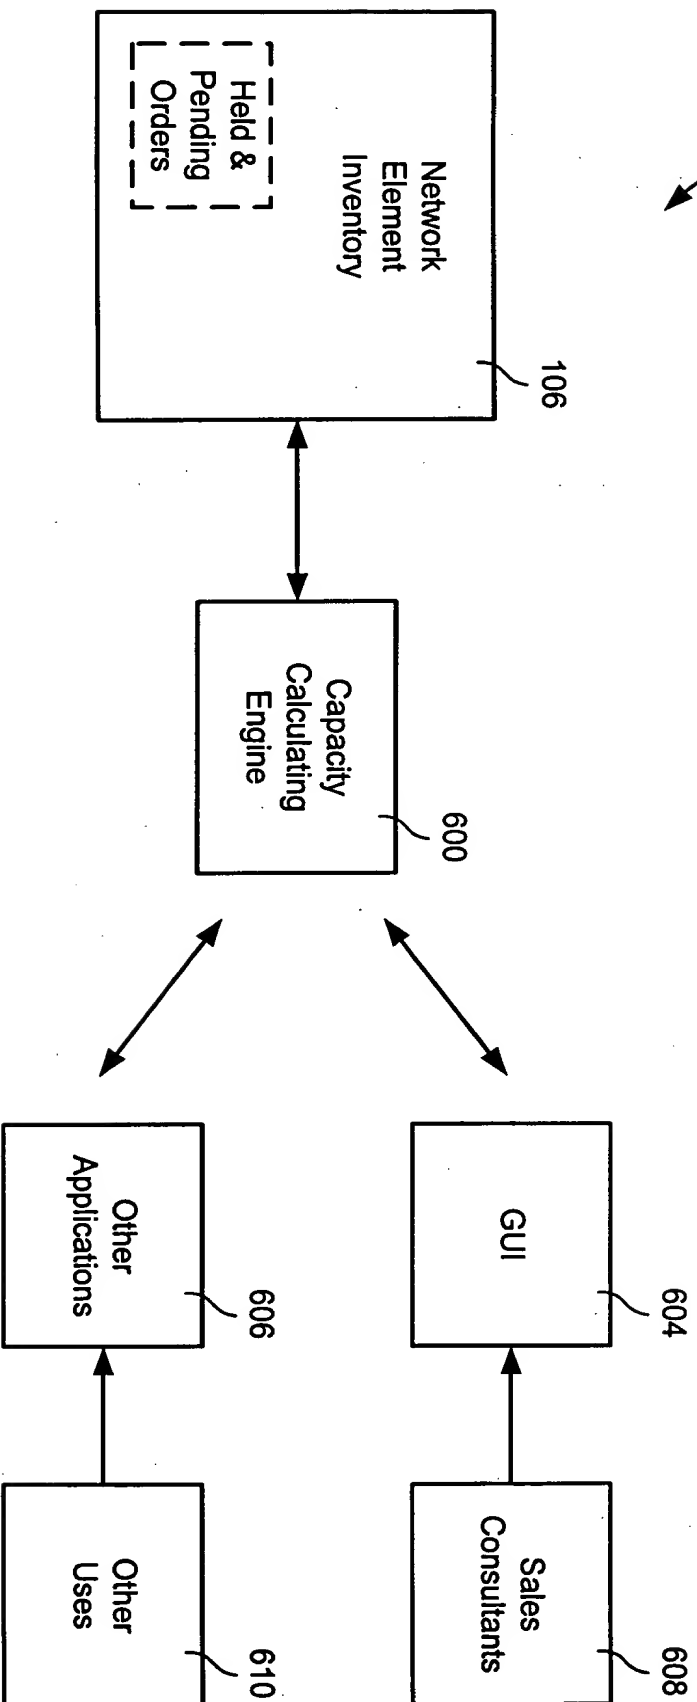 Network
Element
Inventory
106
Held &
Pending
Orders
Capacity
Calculating
Engine
600
GUI
604
Sales
Consultants
608
Other
Applications
606
Other
Uses
610